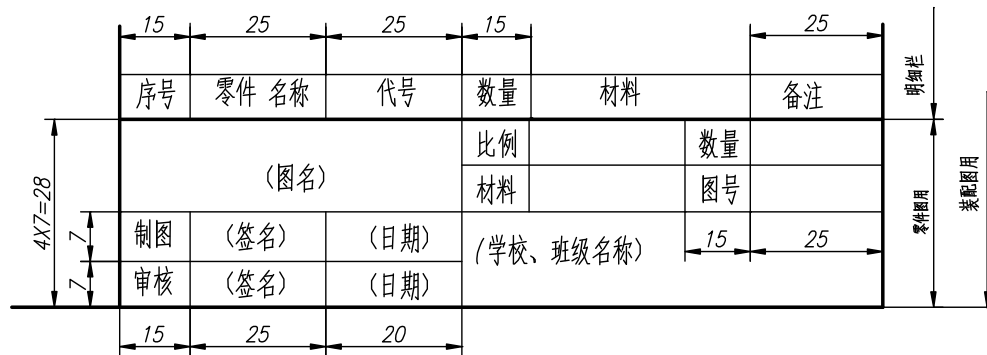 15 25 25 15 25
序号 零件 名称 代号 数量 材料 备注 明细栏
比例 数量
(图名)
材料 图号
4X7=28
7 制图 (签名) (日期) (学校、班级名称) 15 25
7 审核 (签名) (日期)
零件图用
装配图用
15 25 20